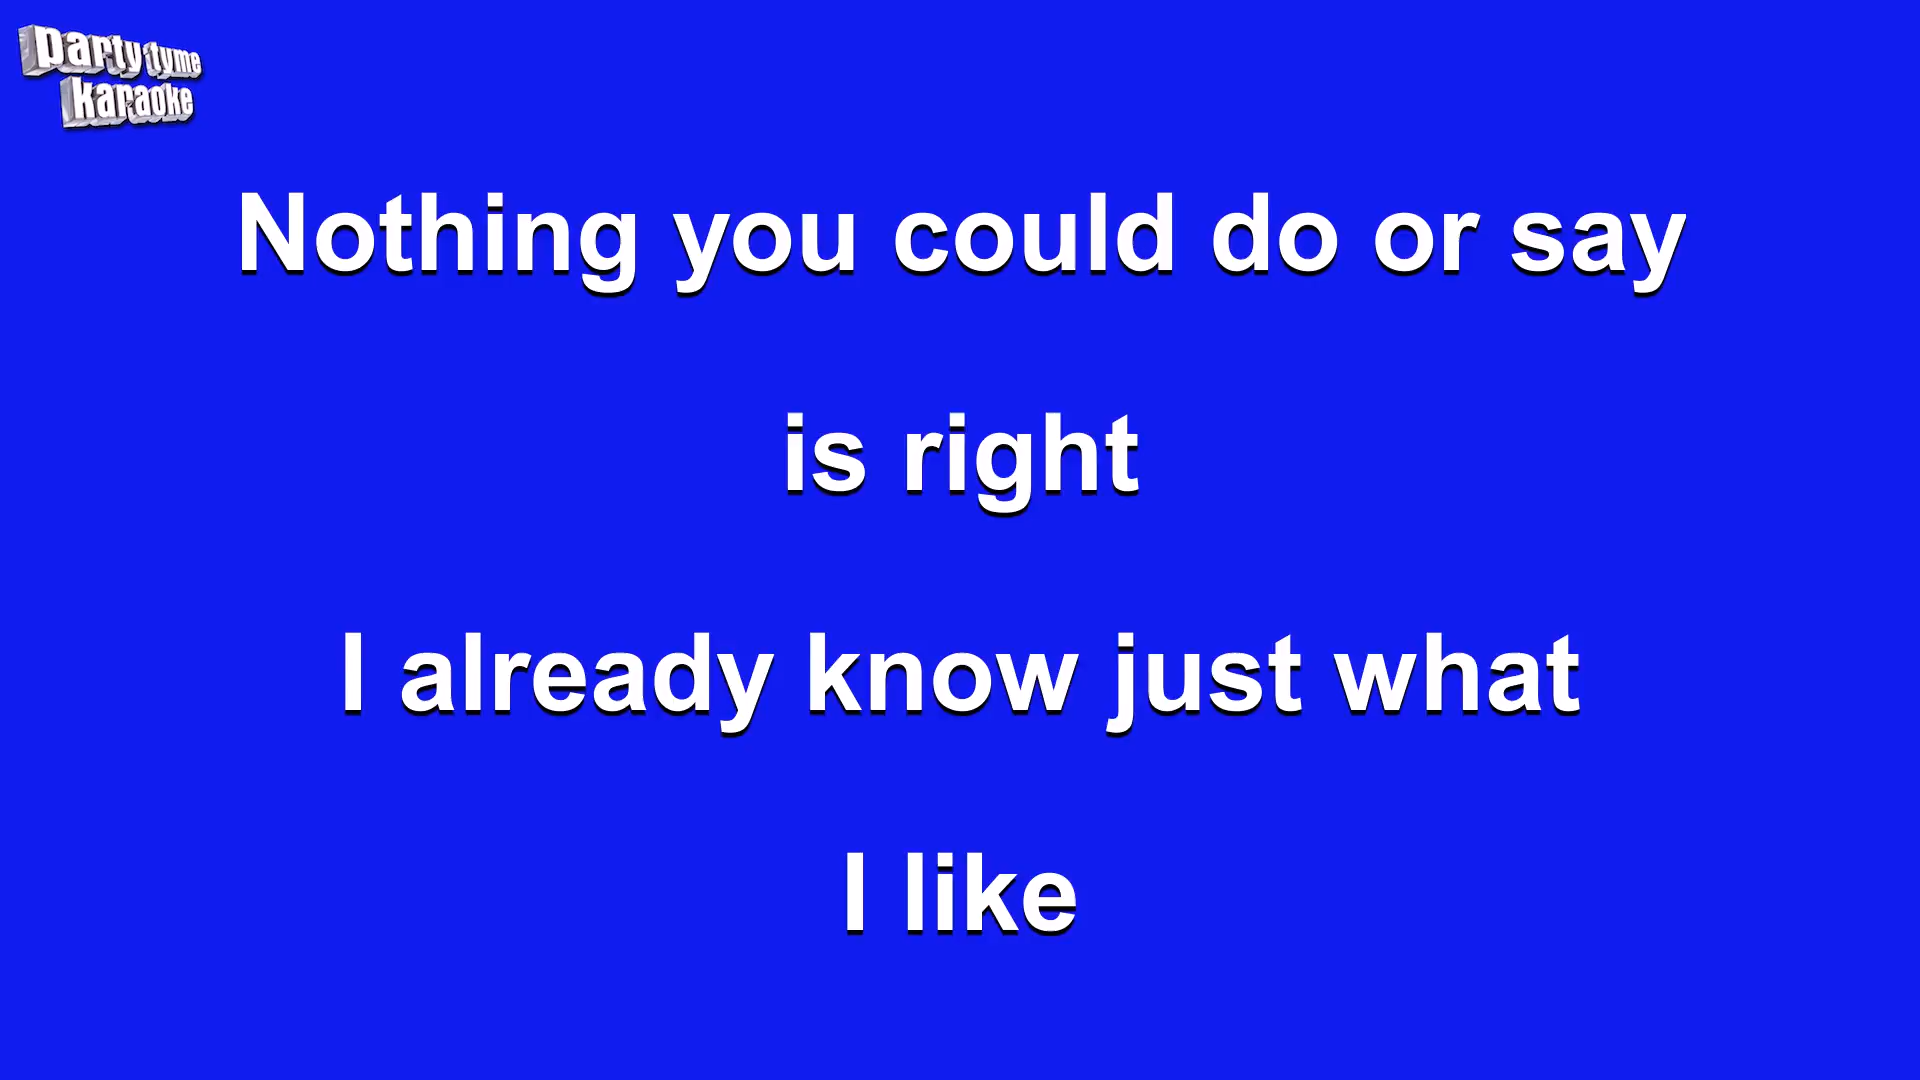 party tyme
karaoke
Nothing you could do or say
is right
I already know just what
I like